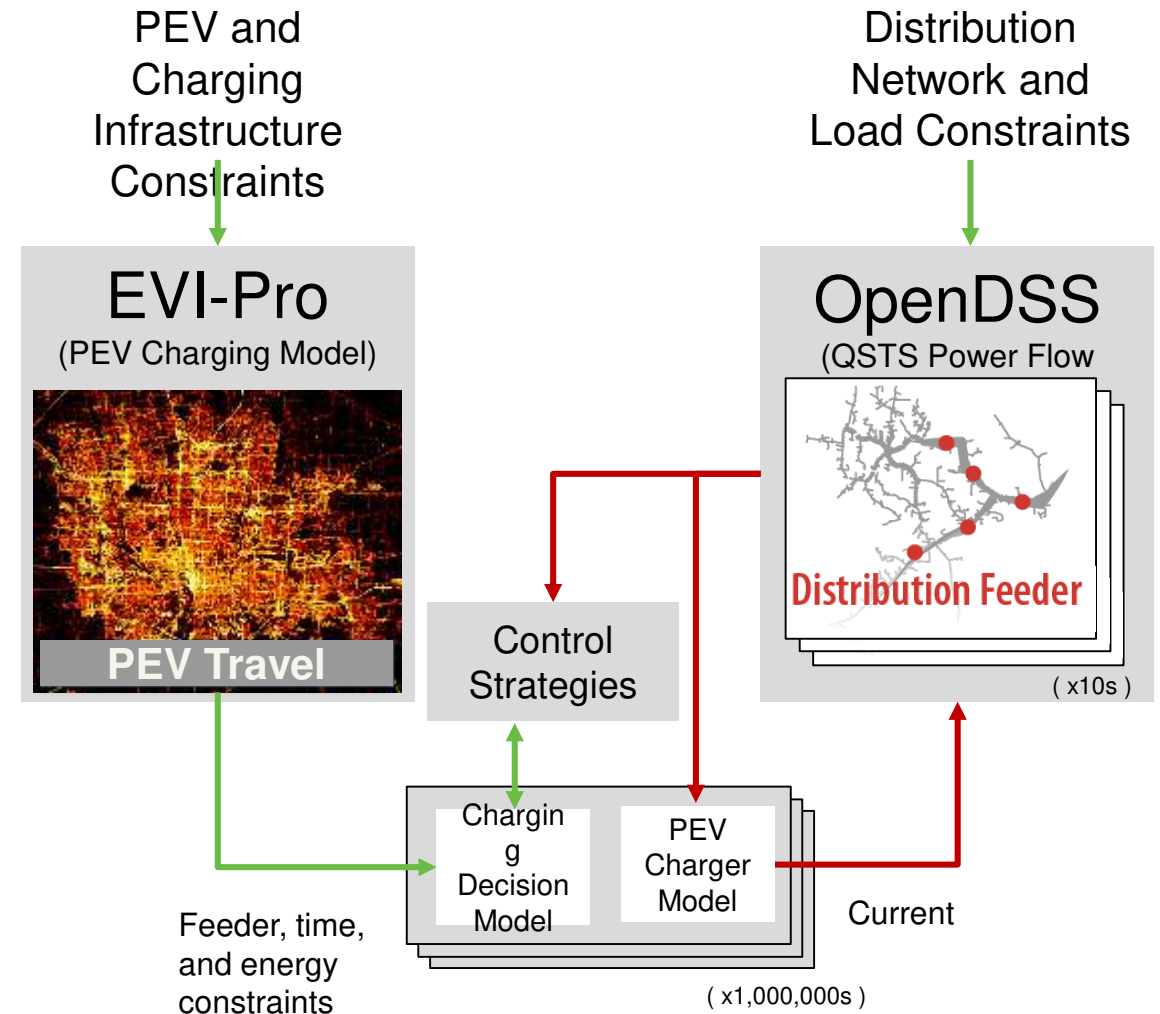 PEV and
Charging
Infrastructure
Constraints
Distribution
Network and
Load Constraints
EVI-Pro
(PEV Charging Model)
PEV Travel
OpenDSS
(QSTS Power Flow
Distribution Feeder
( x10s )
Control
Strategies
Chargin
g
Decision
Model
PEV
Charger
Model
Current
Feeder, time,
and energy
constraints
( x1,000,000s )